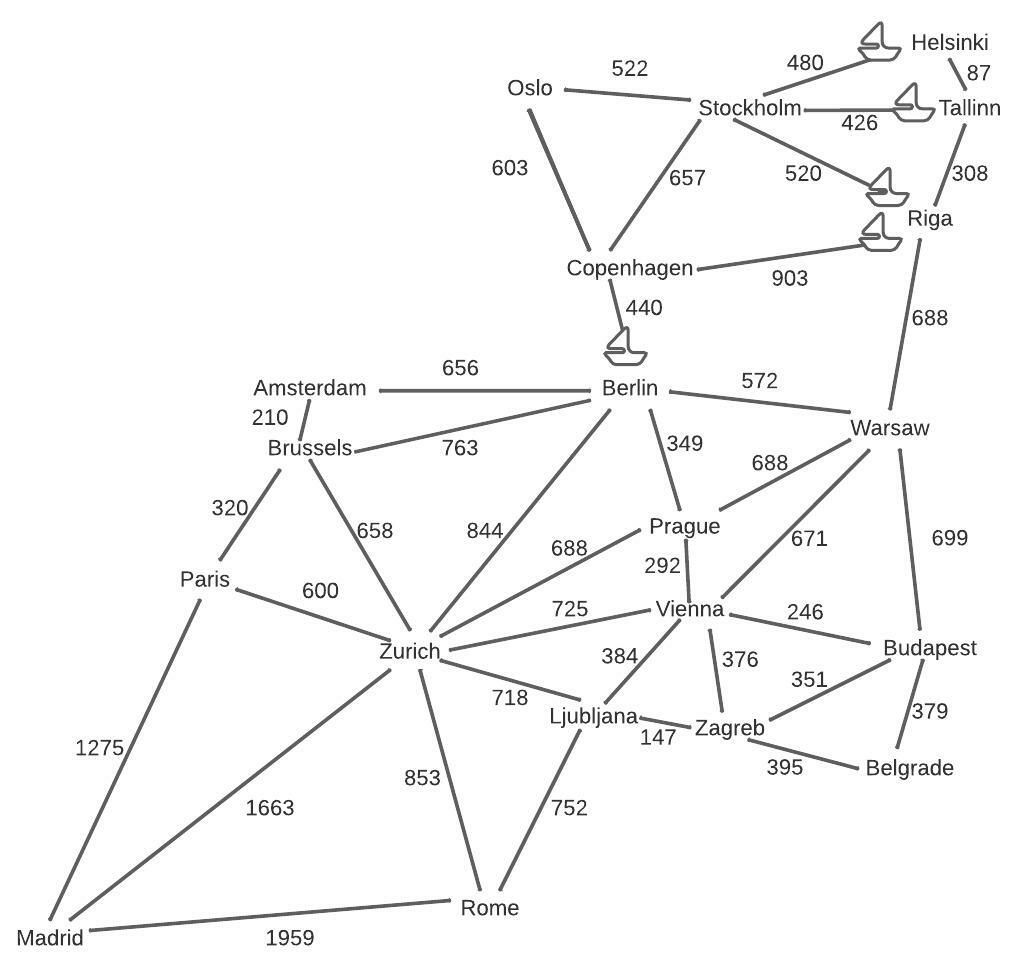 Helsinki
480
522
87
Oslo
Stockholm
Tallinn
426
603
657
520
308
Riga
Copenhagen
903
440
688
656
572
Amsterdam
Berlin
210
Warsaw
Brussels
763
349
688
320
658
844
Prague
671
699
688
292
Paris
600
725
Vienna
246
Zurich
384
376
Budapest
351
718
Ljubljana
147
Zagreb
379
1275
395
Belgrade
853
1663
752
Rome
Madrid
1959